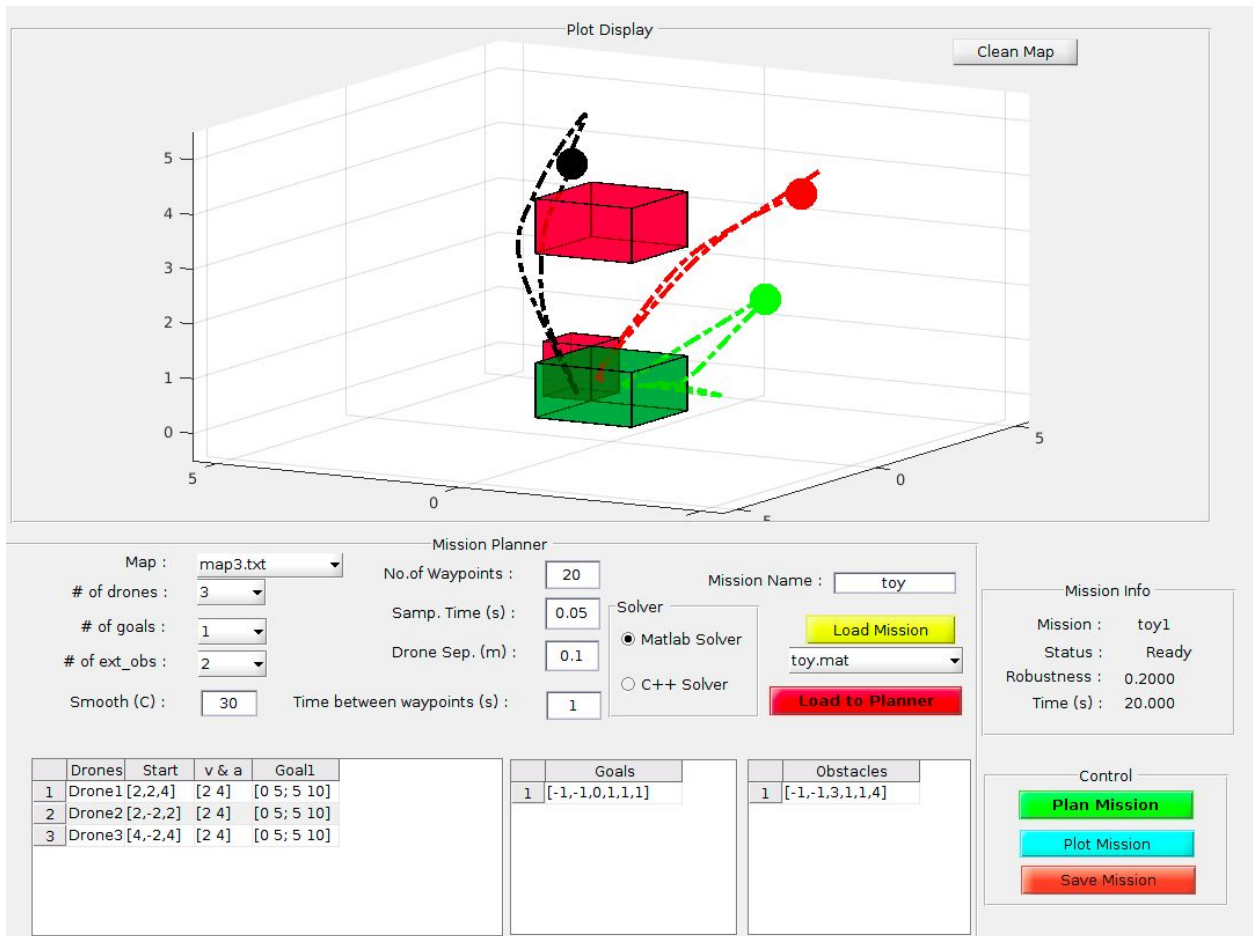 Plot Display
Clean Map
5
4
3
2
1
0
5
0
5
0
5
Mission Planner
Map :
map3.txt
# of drones :
3
# of goals :
1
# of ext_obs :
2
Smooth (C) :
30
No.of Waypoints :
20
Samp. Time (s) :
0.05
Drone Sep. (m) :
0.1
Time between waypoints (s) :
1
Solver
Matlab Solver
C++ Solver
Mission Name :
toy
Load Mission
toy.mat
Load to Planner
Mission Info
Mission : toy1
Status : Ready
Robustness : 0.2000
Time (s) : 20.000
Drones Start v & a Goal1
1 Drone1 [2,2,4] [2 4] [0 5; 5 10]
2 Drone2 [2,-2,2] [2 4] [0 5; 5 10]
3 Drone3 [4,-2,4] [2 4] [0 5; 5 10]
Goals
1 [-1,-1,0,1,1,1]
Obstacles
1 [-1,-1,3,1,1,4]
Control
Plan Mission
Plot Mission
Save Mission